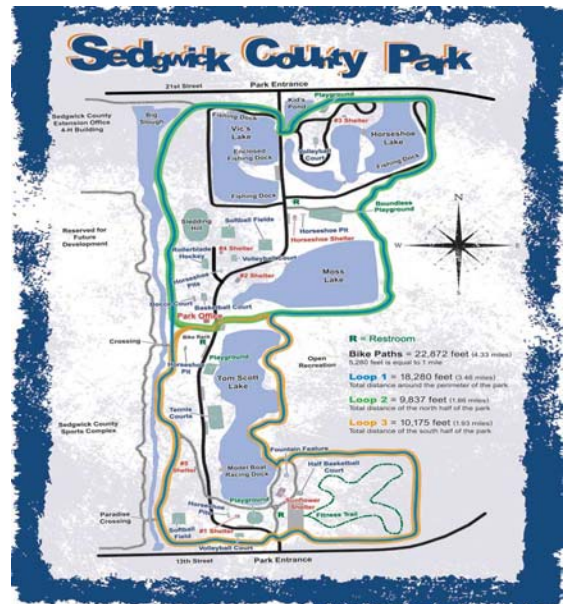 Sedgwick County Park
21st Street
Park Entrance
Playground
Sedgwick County
Extension Office
4-H Building
Big
Slough
Fishing Dock
Kid's
Pond
#3 Shelter
Vic's
Lake
Horseshoe
Lake
Volleyball
Court
Enclosed
Fishing Dock
Fishing Dock
Fishing Dock
R
Boundless
Playground
Reserved for
Future
Development
Sledding
Hill
Softball Fields
Horseshoe Pit
Horseshoe Shelter
N
W
E
S
Rollerblade
Hockey
#4 Shelter
Volleyball Court
Horseshoe
Pits
#2 Shelter
Moss
Lake
Bocce Court
Basketball Court
Park Office
Crossing
Bike Rack
R
Horseshoe
Pit
Playground
Open
Recreation
R = Restroom
Bike Paths = 22,872 feet (4.33 miles)
5,280 feet is equal to 1 mile
Loop 1 = 18,280 feet (3.46 miles)
Total distance around the perimeter of the park
Loop 2 = 9,837 feet (1.86 miles)
Total distance of the north half of the park
Loop 3 = 10,175 feet (1.93 miles)
Total distance of the south half of the park
Tom Scott
Lake
Tennis
Courts
Sedgwick County
Sports Complex
Fountain Feature
#5
Shelter
Model Boat
Racing Dock
Half Basketball
Court
Horseshoe
Pit
Playground
Sunflower
Shelter
Paradise
Crossing
R
Fitness Trail
Softball
Field
#1 Shelter
Volleyball Court
13th Street
Park Entrance